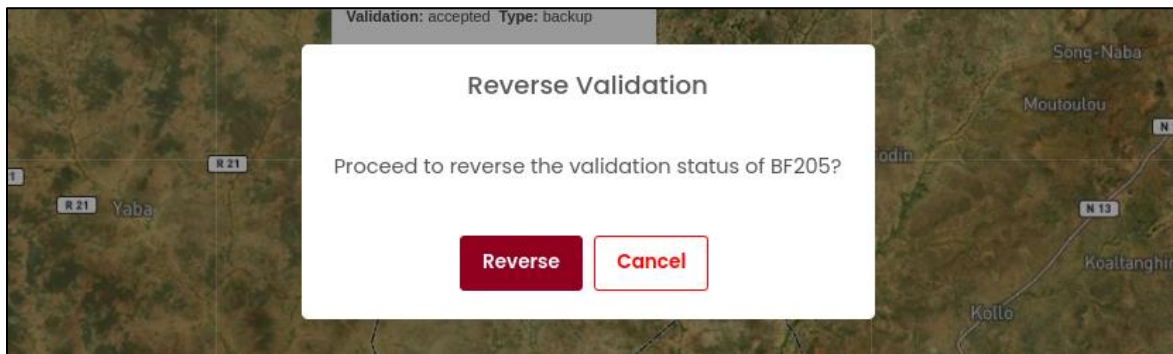 Validation: accepted Type: backup
Song-Naba
Reverse Validation
Moutoulou
N
odin
R 21
Proceed to reverse the validation status of BF205?
1
R 21 Yaba
N 13
Reverse Cancel
Koaltanghin
Kollo